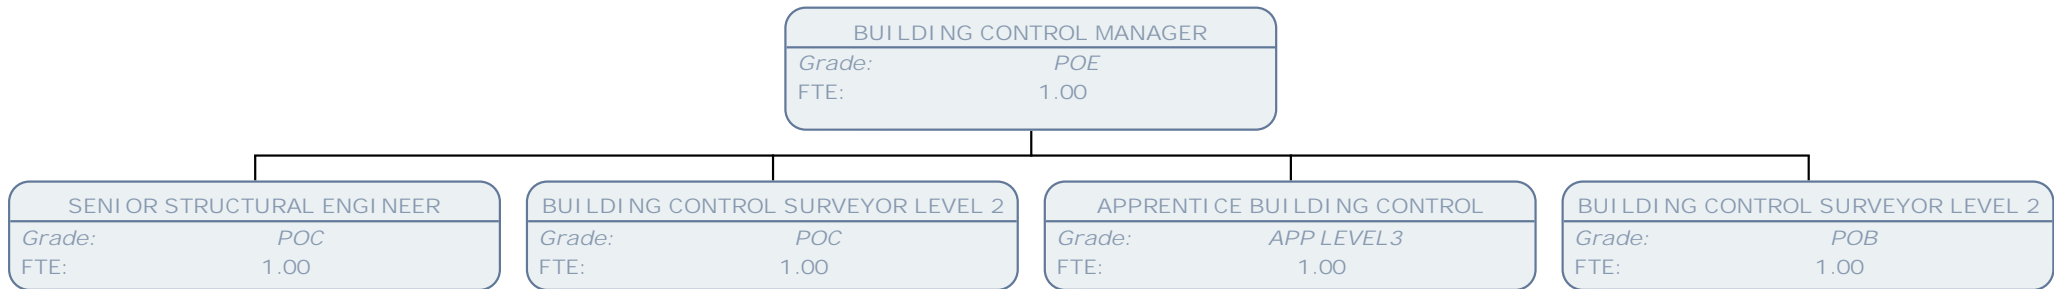 BUILDING CONTROL MANAGER
Grade: POE
FTE: 1.00
SENIOR STRUCTURAL ENGINEER
Grade: POC
FTE: 1.00
BUILDING CONTROL SURVEYOR LEVEL 2
Grade: POC
FTE: 1.00
APPRENTICE BUILDING CONTROL
Grade: APP LEVEL3
FTE: 1.00
BUILDING CONTROL SURVEYOR LEVEL 2
Grade: POB
FTE: 1.00